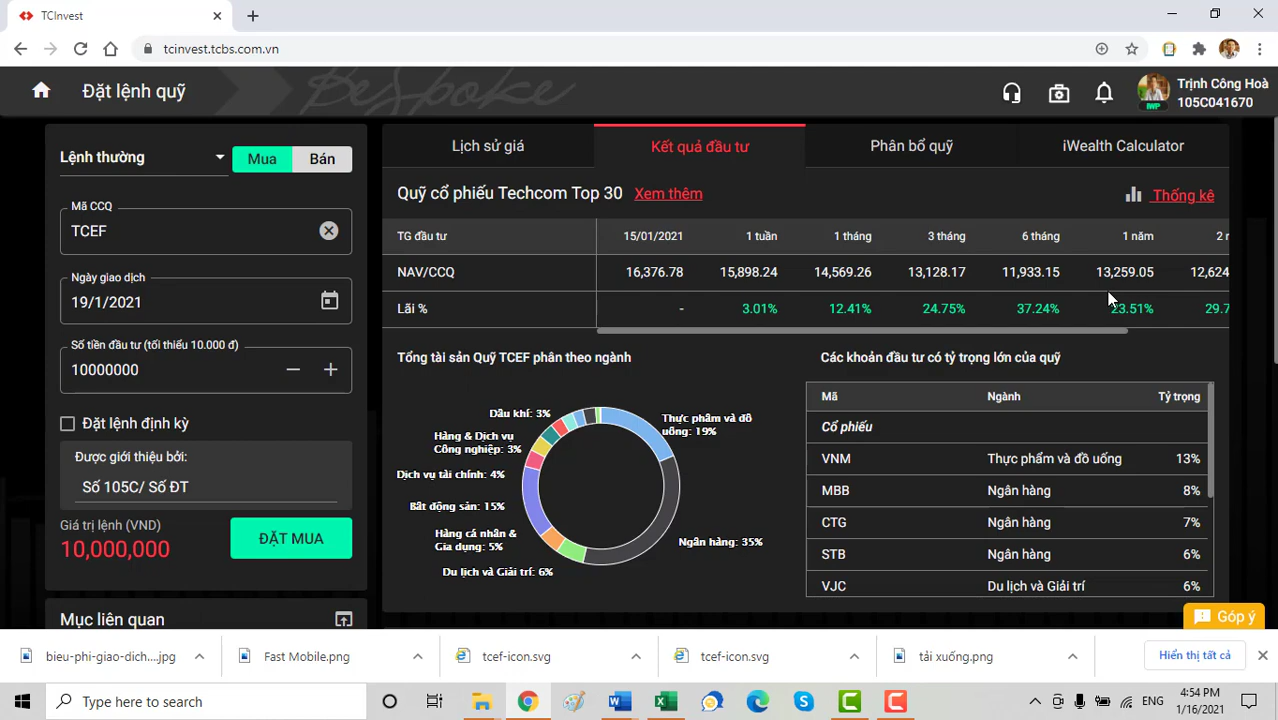 TCInvest
tcinvest.tcbs.com.vn
Đặt lệnh quỹ
BeSpoke
Trịnh Công Hoà
105C041670
IWP
Lệnh thường
Mua
Bán
Mã CCQ
TCEF
Ngày giao dịch
19/1/2021
Số tiền đầu tư (tối thiểu 10.000 đ)
10000000
Đặt lệnh định kỳ
Được giới thiệu bởi:
Số 105C/ Số ĐT
Giá trị lệnh (VND)
10,000,000
ĐẶT MUA
Mục liên quan
Lịch sử giá
Kết quả đầu tư
Phân bổ quỹ
iWealth Calculator
Quỹ cổ phiếu Techcom Top 30 Xem thêm
Thống kê
TG đầu tư 15/01/2021 1 tuần 1 tháng 3 tháng 6 tháng 1 năm 2 n
NAV/CCQ 16,376.78 15,898.24 14,569.26 13,128.17 11,933.15 13,259.05 12,624
Lãi % - 3.01% 12.41% 24.75% 37.24% 23.51% 29.7
Tổng tài sản Quỹ TCEF phân theo ngành
Dầu khí: 3%
Hàng & Dịch vụ
Công nghiệp: 3%
Dịch vụ tài chính: 4%
Bất động sản: 15%
Hàng cá nhân &
Gia dụng: 5%
Du lịch và Giải trí: 6%
Thực phẩm và đồ
uống: 19%
Ngân hàng: 35%
Các khoản đầu tư có tỷ trọng lớn của quỹ
Mã Ngành Tỷ trọng
Cổ phiếu
VNM Thực phẩm và đồ uống 13%
MBB Ngân hàng 8%
CTG Ngân hàng 7%
STB Ngân hàng 6%
VJC Du lịch và Giải trí 6%
Góp ý
bieu-phi-giao-dich....jpg
Fast Mobile.png
tcef-icon.svg
tcef-icon.svg
tải xuống.png
Hiển thị tất cả
Type here to search
4:54 PM
1/16/2021